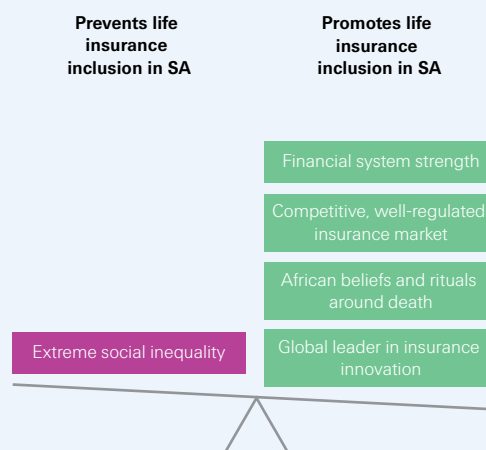 Prevents life
insurance
inclusion in SA
Promotes life
insurance
inclusion in SA
Financial system strength
Competitive, well-regulated
insurance market
African beliefs and rituals
around death
Extreme social inequality
Global leader in insurance
innovation